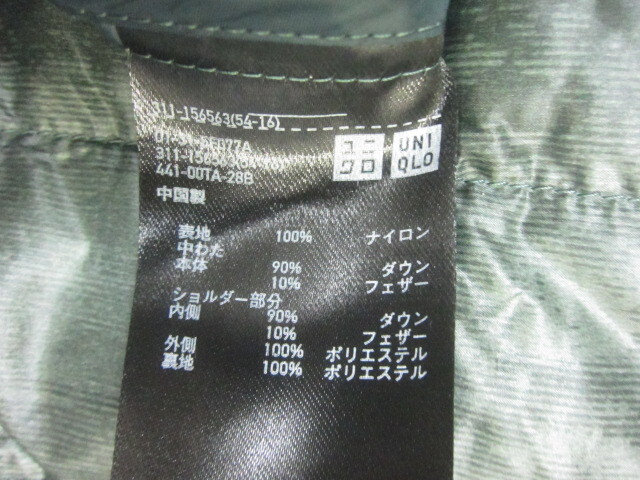 311-156563(54-16)
441-00TA-28B
ユニ
クロ
UNI
QLO
中国製
表地 100% ナイロン
中わた
本体 90% ダウン
10% フェザー
ショルダー部分
内側 90% ダウン
10% フェザー
外側 100% ポリエステル
裏地 100% ポリエステル